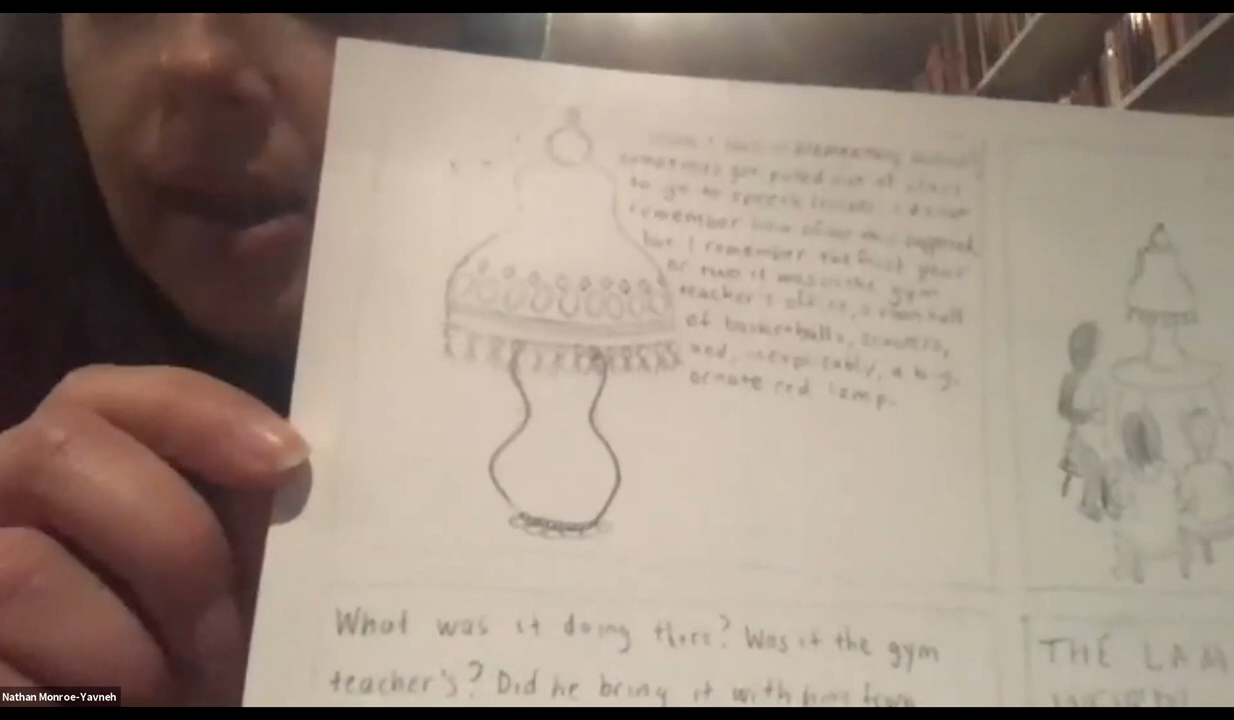 When I was in elementary school I
sometimes got pulled out of class
to go to speech lessons. I do not
remember how often this happened,
but I remember the first year
or two it was in the gym
teacher's office, a room full
of basketballs, scooters,
and, inexplicably, a big,
ornate red lamp.
What was it doing there? Was it the gym
teacher's? Did he bring it with him from
THE LAM
Nathan Monroe-Yavneh